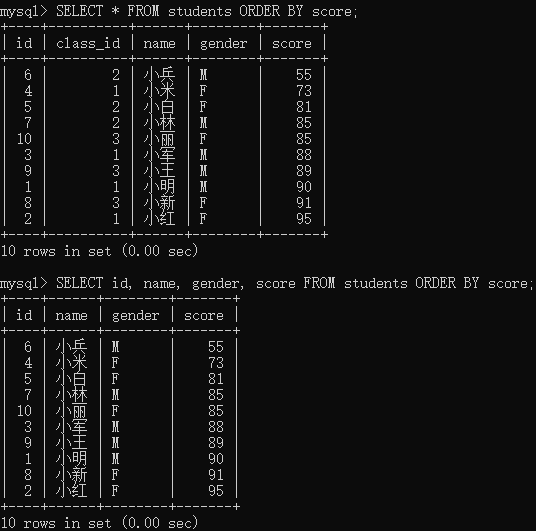 mysql> SELECT * FROM students ORDER BY score;
+----+----------+------+--------+-------+
| id | class_id | name | gender | score |
+----+----------+------+--------+-------+
|  6 |        2 | 小兵 | M      |    55 |
|  4 |        1 | 小米 | F      |    73 |
|  5 |        2 | 小白 | F      |    81 |
|  7 |        2 | 小林 | M      |    85 |
| 10 |        3 | 小丽 | F      |    85 |
|  3 |        1 | 小军 | M      |    88 |
|  9 |        3 | 小王 | M      |    89 |
|  1 |        1 | 小明 | M      |    90 |
|  8 |        3 | 小新 | F      |    91 |
|  2 |        1 | 小红 | F      |    95 |
+----+----------+------+--------+-------+
10 rows in set (0.00 sec)
mysql> SELECT id, name, gender, score FROM students ORDER BY score;
+----+------+--------+-------+
| id | name | gender | score |
+----+------+--------+-------+
|  6 | 小兵 | M      |    55 |
|  4 | 小米 | F      |    73 |
|  5 | 小白 | F      |    81 |
|  7 | 小林 | M      |    85 |
| 10 | 小丽 | F      |    85 |
|  3 | 小军 | M      |    88 |
|  9 | 小王 | M      |    89 |
|  1 | 小明 | M      |    90 |
|  8 | 小新 | F      |    91 |
|  2 | 小红 | F      |    95 |
+----+------+--------+-------+
10 rows in set (0.00 sec)